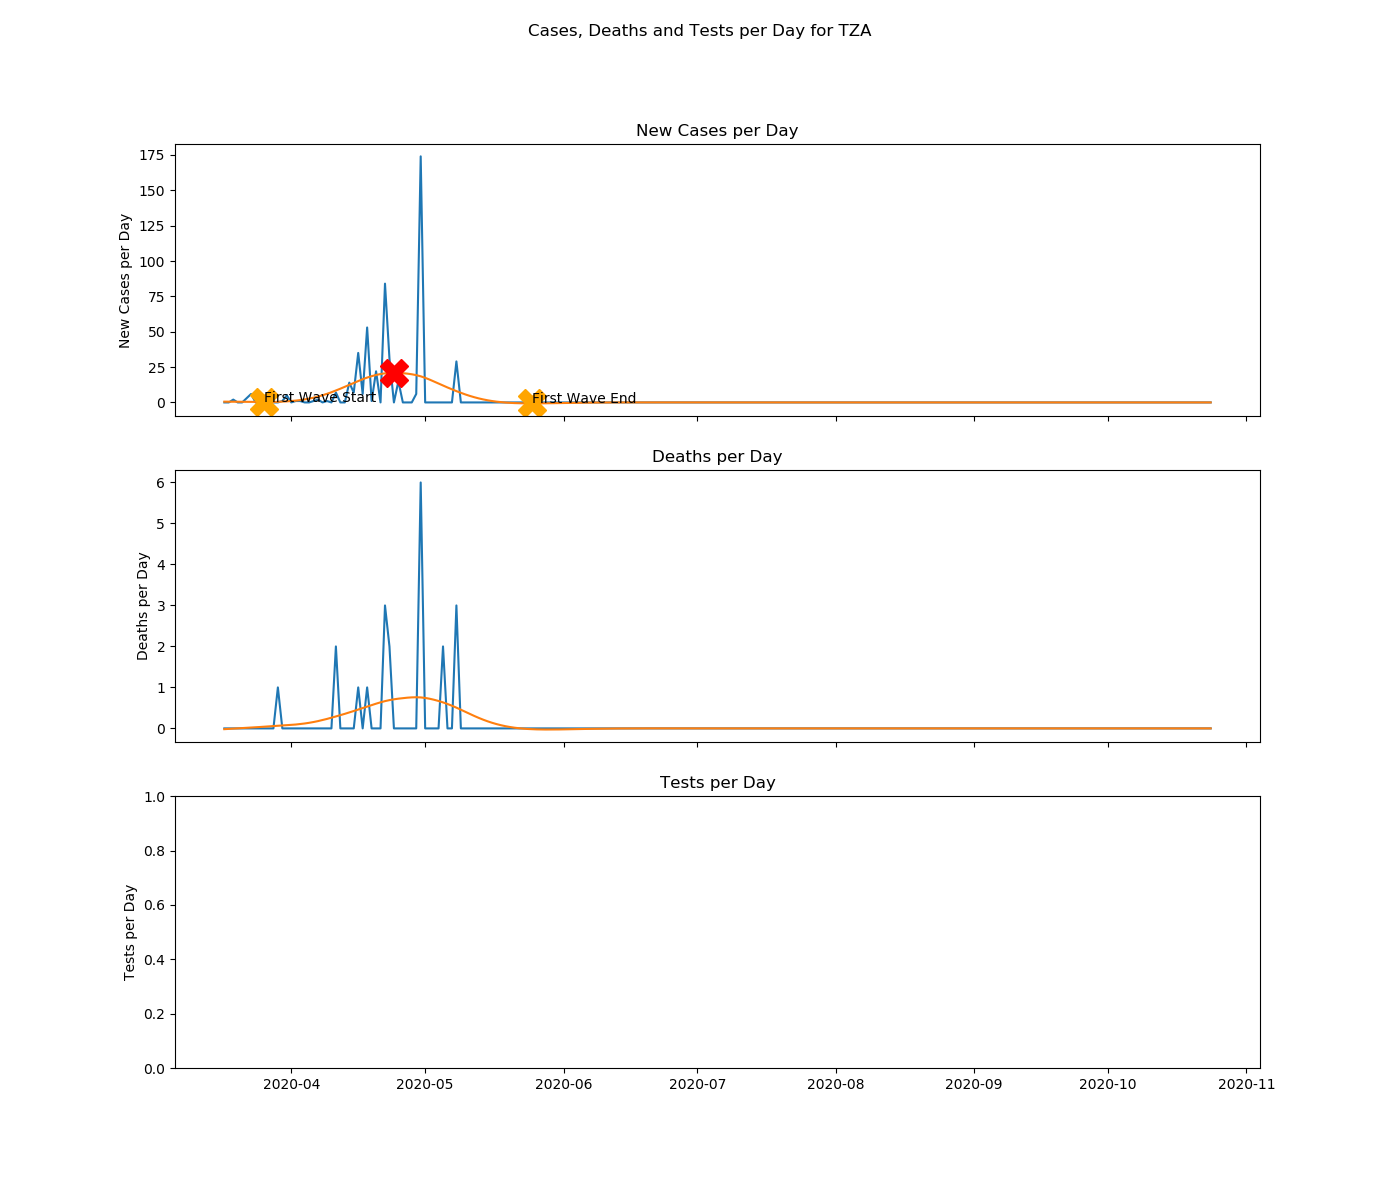 Cases, Deaths and Tests per Day for TZA
New Cases per Day
New Cases per Day
175
150
125
100
75
50
25
0
First Wave Start
First Wave End
Deaths per Day
Deaths per Day
6
5
4
3
2
1
0
Tests per Day
Tests per Day
1.0
0.8
0.6
0.4
0.2
0.0
2020-04 2020-05 2020-06 2020-07 2020-08 2020-09 2020-10 2020-11